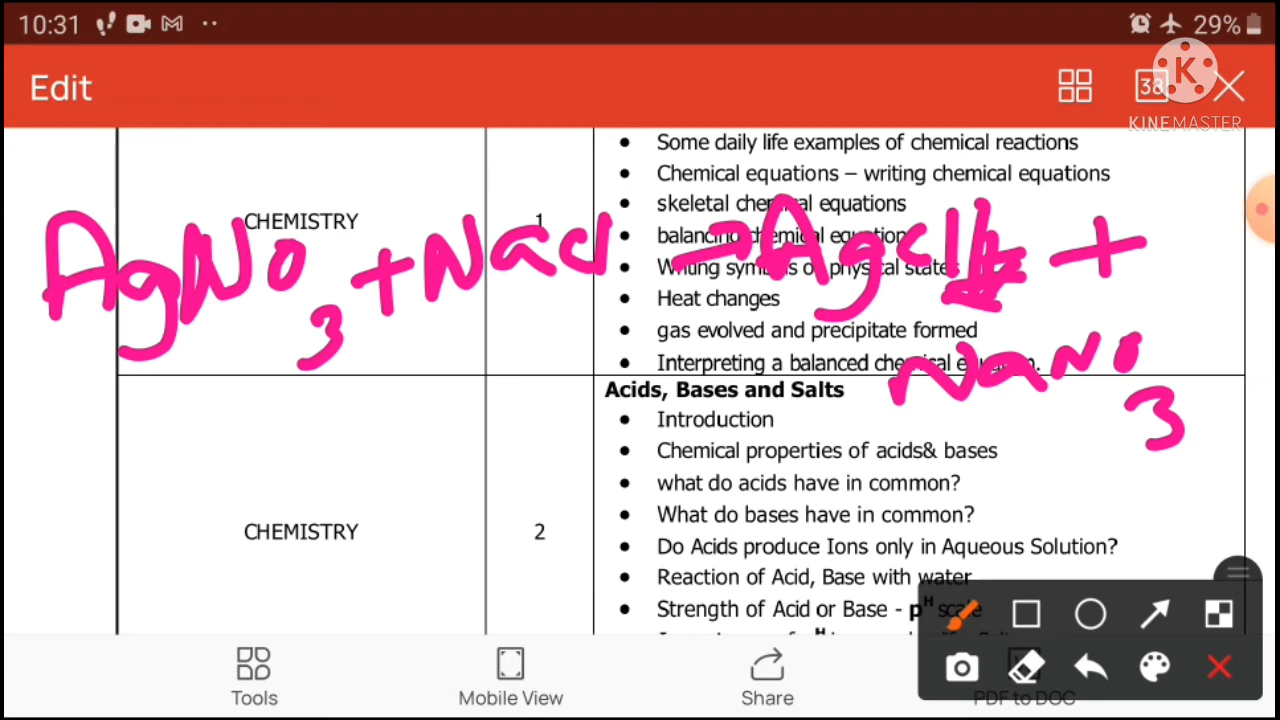 10:31 29%
Edit 38
KINEMASTER
Some daily life examples of chemical reactions
Chemical equations – writing chemical equations
CHEMISTRY 1 skeletal chemical equations
balancing chemical equation
Writing symbols of physical states
Heat changes
gas evolved and precipitate formed
Interpreting a balanced chemical equation.
AgNo3 + Nacl → Agcl↓ +
NaNo3
Acids, Bases and Salts
Introduction
Chemical properties of acids& bases
what do acids have in common?
What do bases have in common?
CHEMISTRY 2
Do Acids produce Ions only in Aqueous Solution?
Reaction of Acid, Base with water
Strength of Acid or Base - pH scale
Tools Mobile View Share PDF to DOC